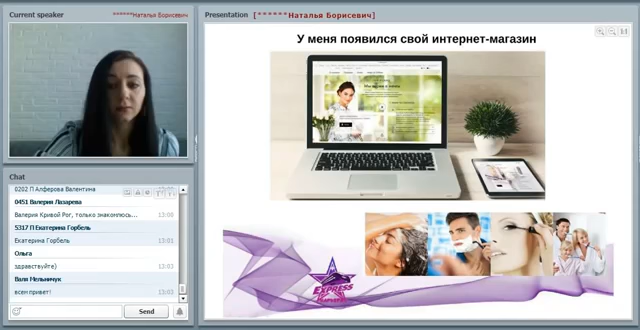 Current speaker
******Наталья Борисевич
Presentation [******Наталья Борисевич]
У меня появился свой интернет-магазин
1:1
EXPRESS
Chat
0202 П Алферова Валентина
0451 Валерия Лазарева
Валерия Кривой Рог, только знакомлюсь... 13:00
5317 П Екатерина Горбель
Екатерина Горбель 13:01
Ольга
здравствуйте) 13:03
Валя Мельничук
всем привет! 13:03
Send